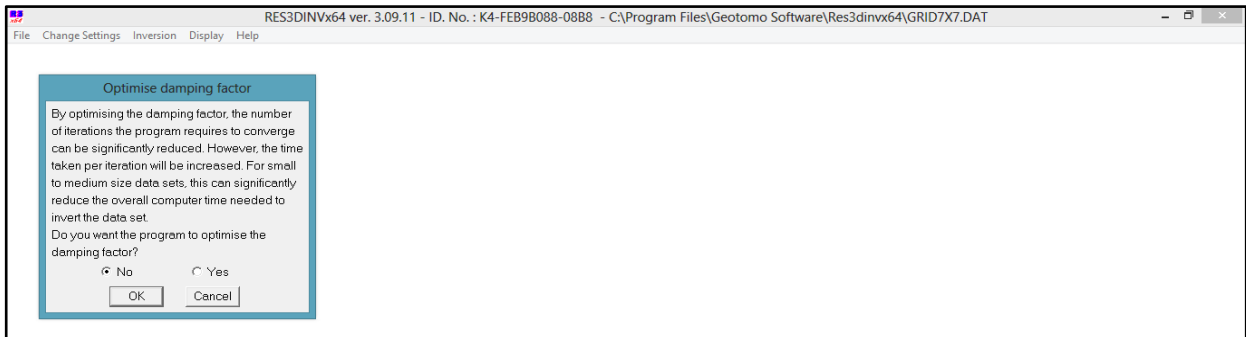 RES3DINVx64 ver. 3.09.11 - ID. No. : K4-FEB9B088-08B8 - C:\Program Files\Geotomo Software\Res3dinvx64\GRID7X7.DAT
File Change Settings Inversion Display Help
Optimise damping factor
By optimising the damping factor, the number
of iterations the program requires to converge
can be significantly reduced. However, the time
taken per iteration will be increased. For small
to medium size data sets, this can significantly
reduce the overall computer time needed to
invert the data set.
Do you want the program to optimise the
damping factor?
No Yes
OK Cancel